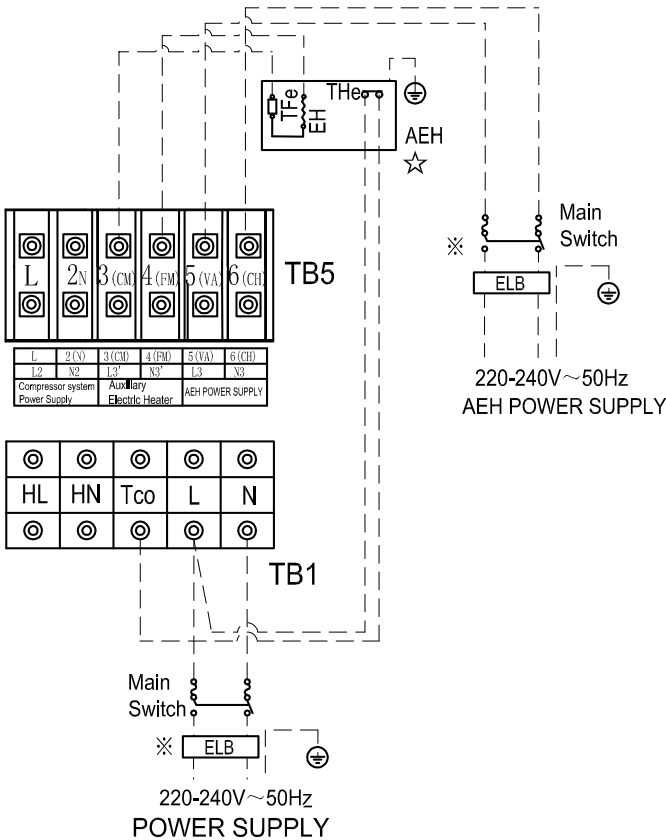 TFe
EH
THe
AEH
☆
Main
Switch
※
ELB
220-240V～50Hz
AEH POWER SUPPLY
L 2N 3(CM) 4(FM) 5(VA) 6(CH)
TB5
L 2(N) 3(CM) 4(FM) 5(VA) 6(CH)
L2 N2 L3' N3' L3 N3
Compressor system Power Supply
Auxillary Electric Heater
AEH POWER SUPPLY
HL HN Tco L N
TB1
Main
Switch
※
ELB
220-240V～50Hz
POWER SUPPLY